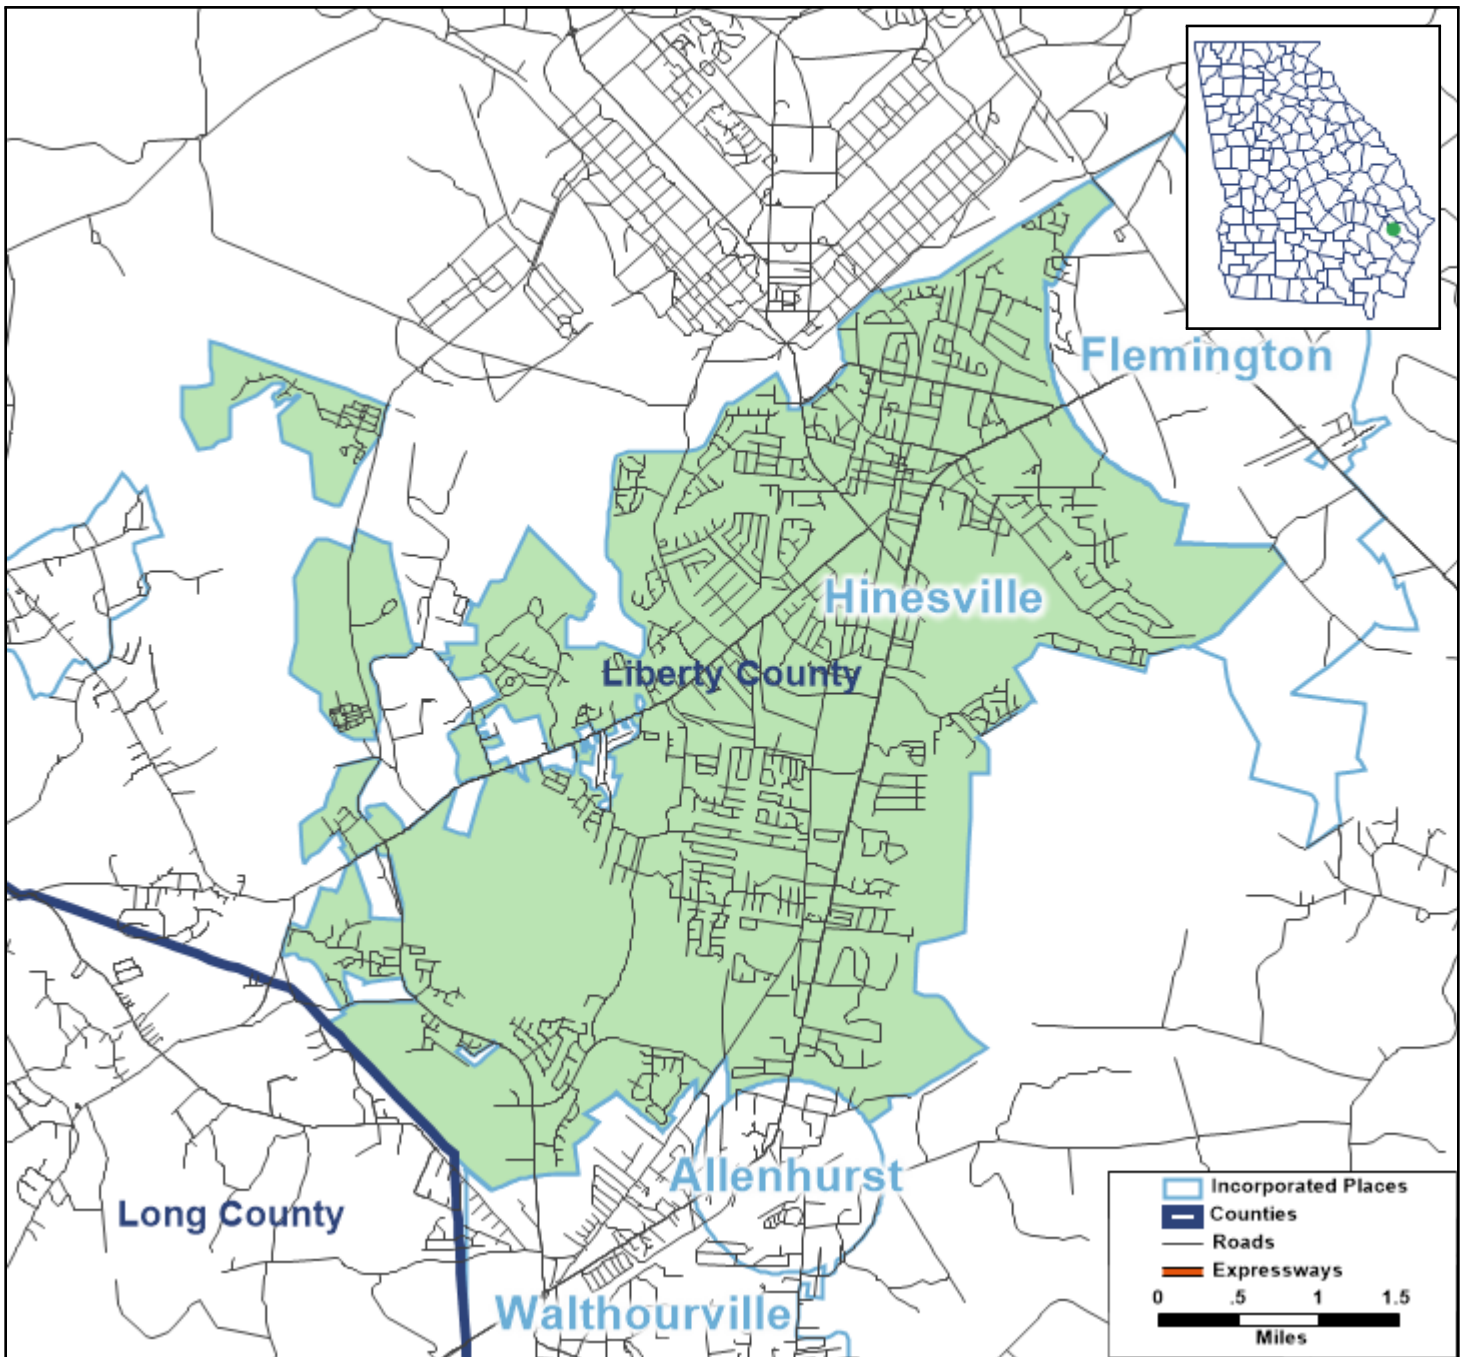 Flemington
Hinesville
Liberty County
Allenhurst
Long County
Walthourville
Incorporated Places
Counties
Roads
Expressways
0 .5 1 1.5
Miles